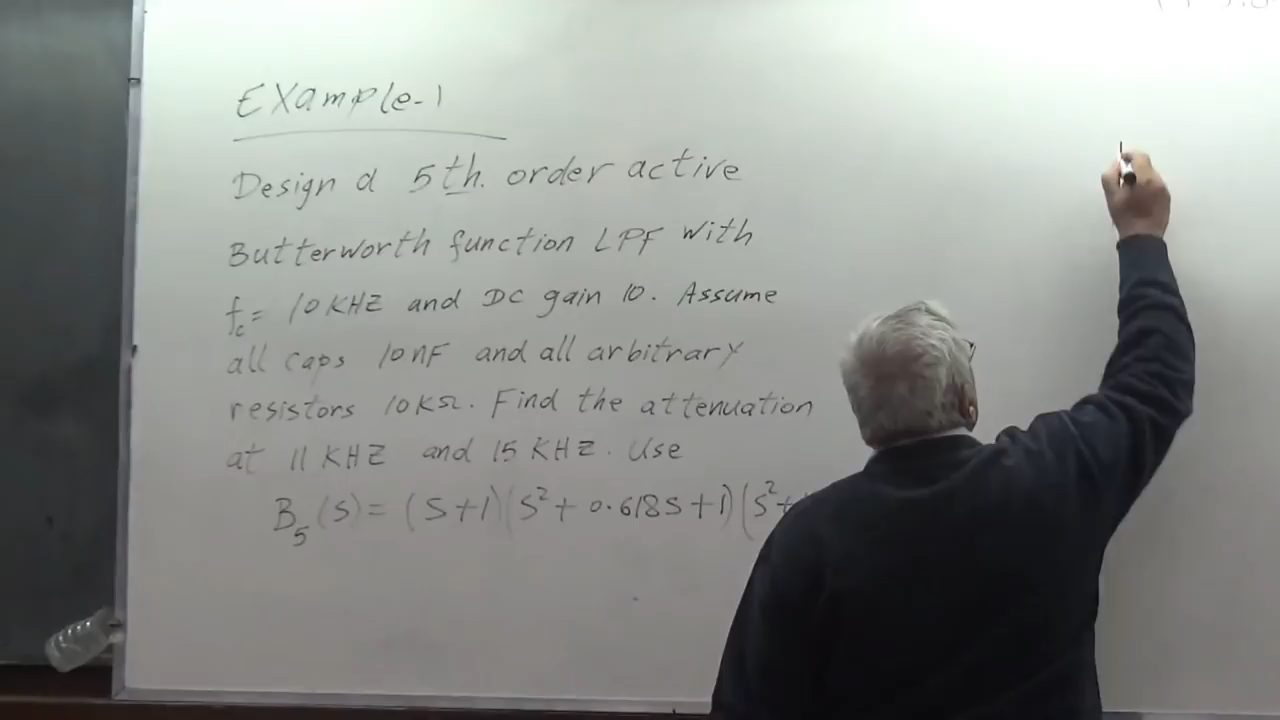 Example-1
Design a 5th. order active
Butterworth function LPF with
fc = 10 KHZ and DC gain 10. Assume
all caps 10nF and all arbitrary
resistors 10KΩ. Find the attenuation
at 11 KHZ and 15 KHZ. Use
B5(S) = (S+1)(S²+ 0.618S+1)(S²+